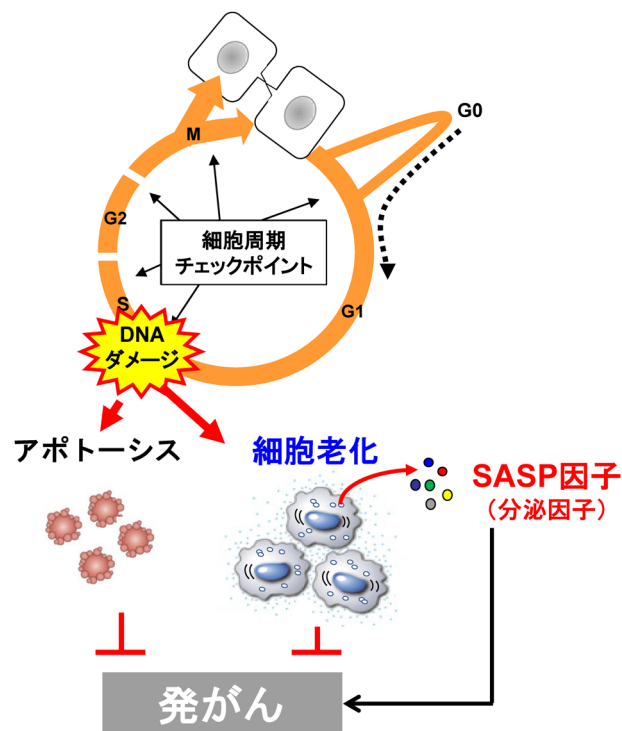 G0
M
G2
細胞周期
チェックポイント
S
G1
DNA
ダメージ
アポトーシス
細胞老化
SASP因子
(分泌因子)
発がん